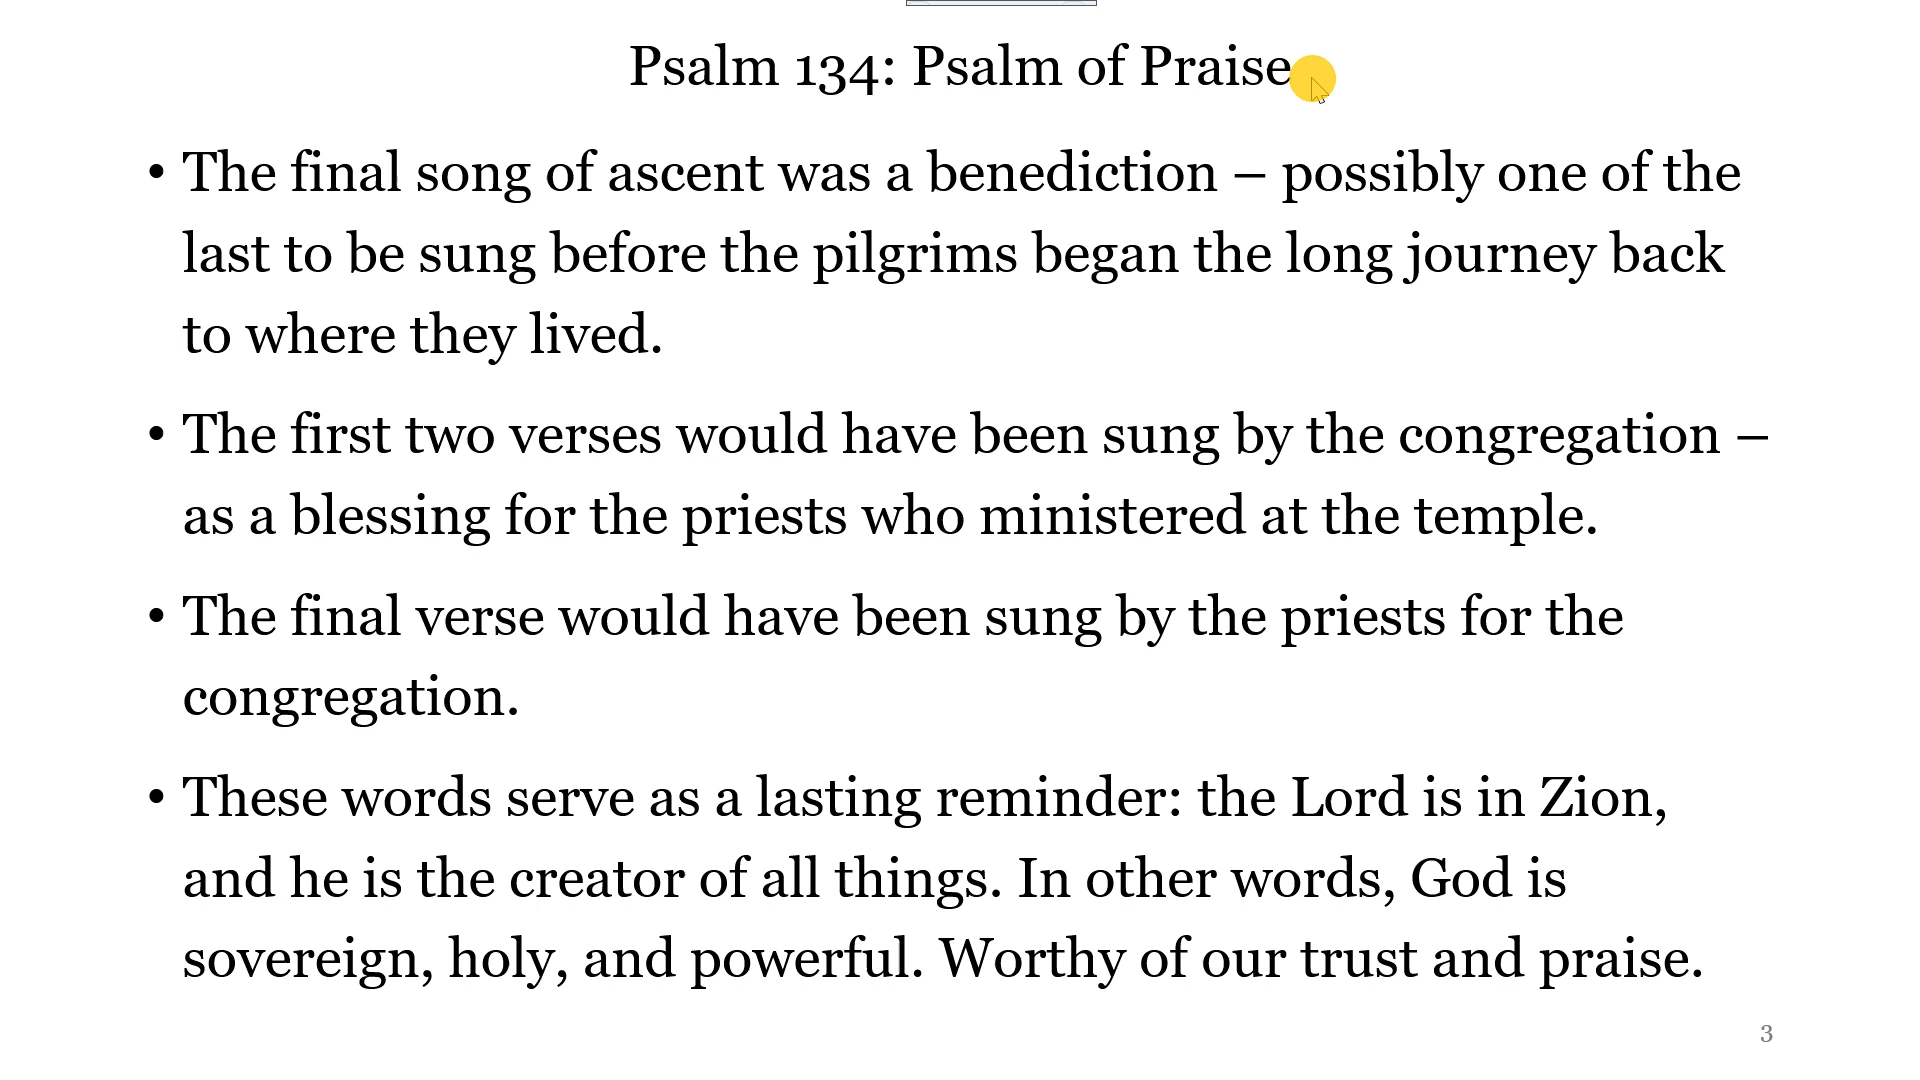 Psalm 134: Psalm of Praise
• The final song of ascent was a benediction – possibly one of the
last to be sung before the pilgrims began the long journey back
to where they lived.
• The first two verses would have been sung by the congregation –
as a blessing for the priests who ministered at the temple.
• The final verse would have been sung by the priests for the
congregation.
• These words serve as a lasting reminder: the Lord is in Zion,
and he is the creator of all things. In other words, God is
sovereign, holy, and powerful. Worthy of our trust and praise.
3